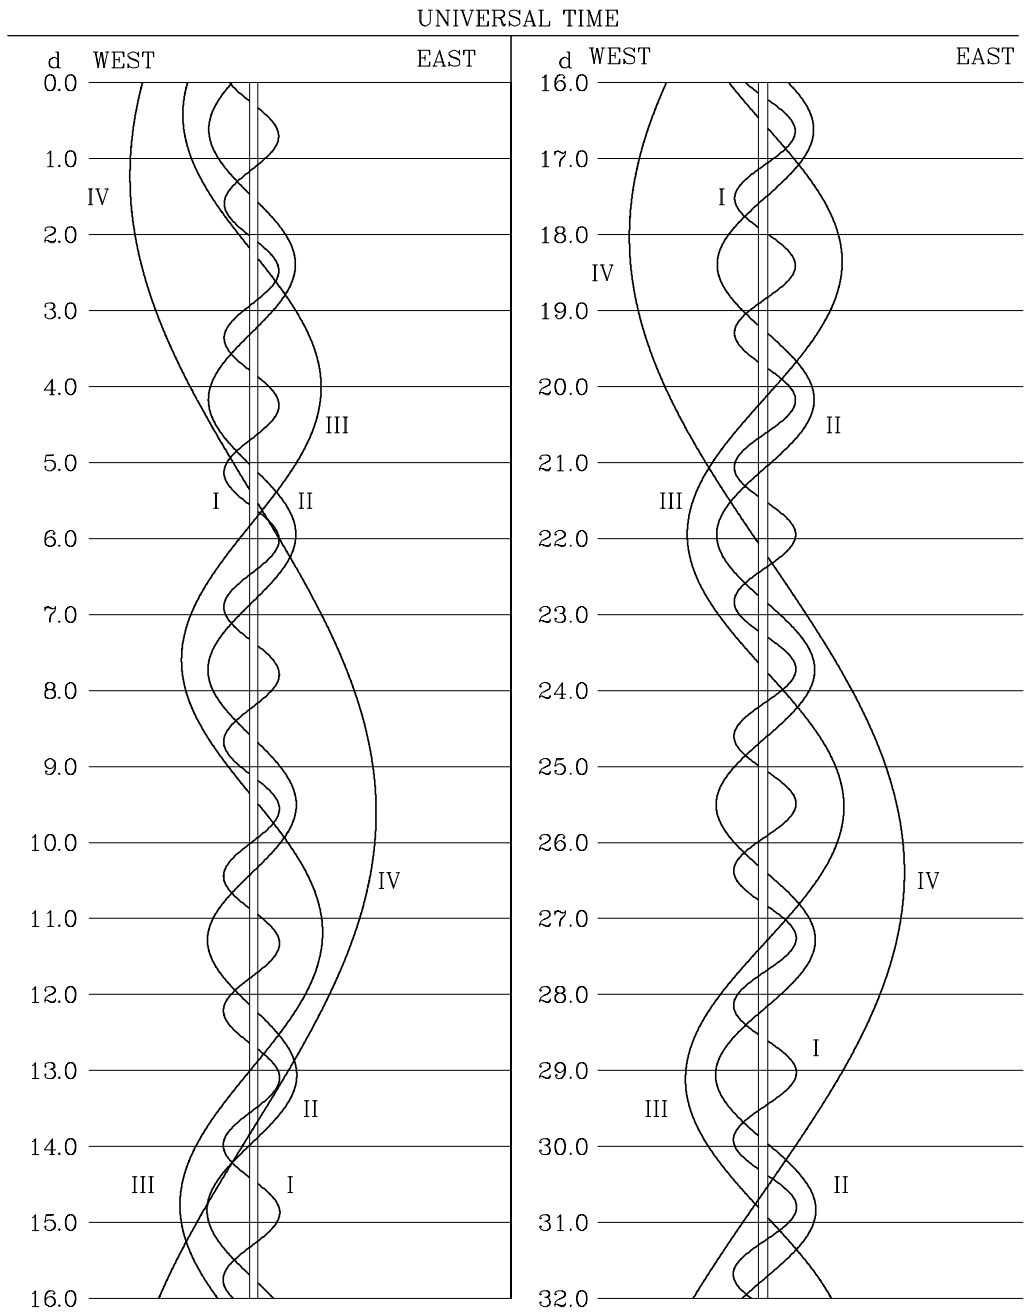 UNIVERSAL TIME
d WEST EAST
0.0
1.0
IV
2.0
3.0
4.0
III
5.0
I II
6.0
7.0
8.0
9.0
10.0
IV
11.0
12.0
13.0
II
14.0
III I
15.0
16.0
d WEST EAST
16.0
17.0
I
18.0
IV
19.0
20.0
II
21.0
III
22.0
23.0
24.0
25.0
26.0
IV
27.0
28.0
I
29.0
III
30.0
II
31.0
32.0